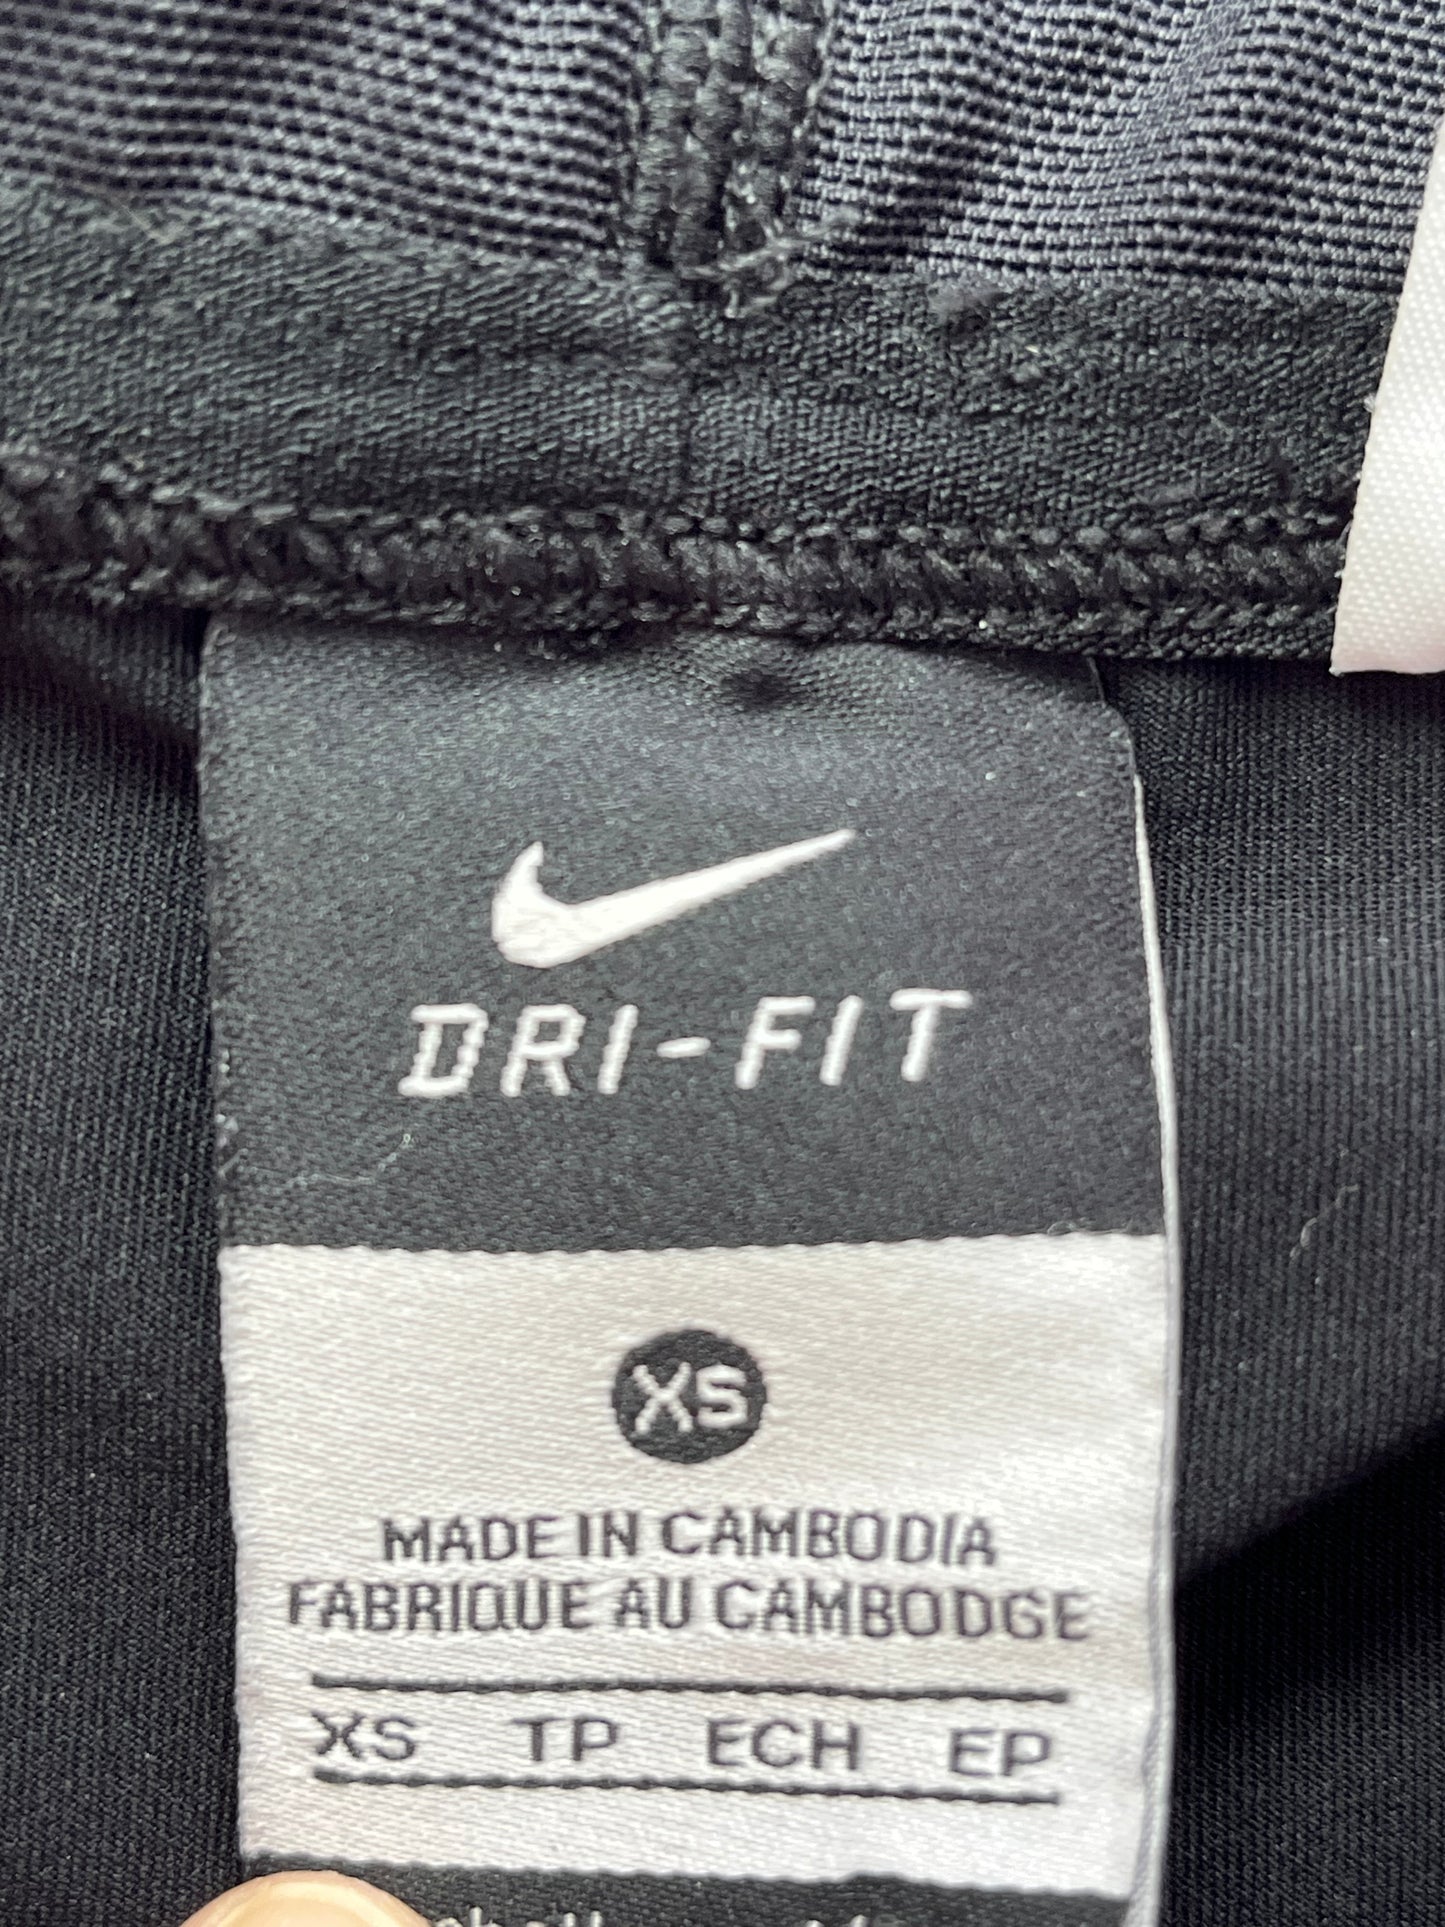 DRI-FIT
XS
MADE IN CAMBODIA
FABRIQUE AU CAMBODGE
XS TP ECH EP